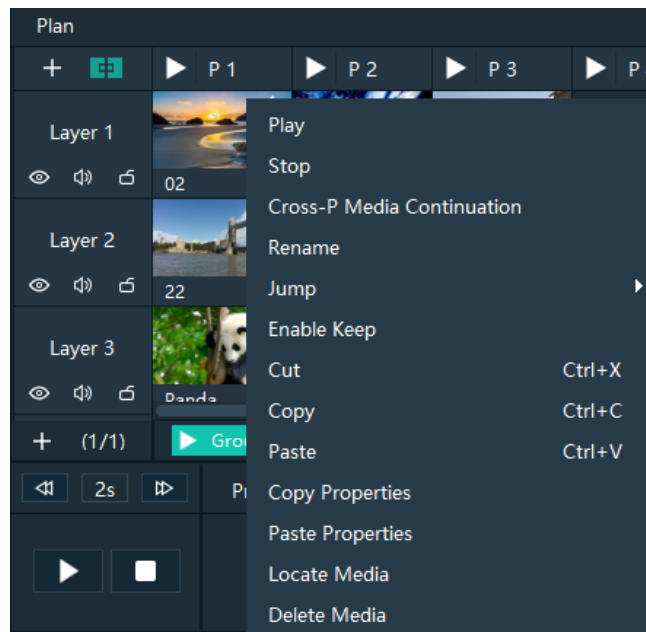 Plan
P 1
P 2
P 3
P
Layer 1
02
Layer 2
22
Layer 3
Panda
(1/1)
2s
Play
Stop
Cross-P Media Continuation
Rename
Jump
Enable Keep
Cut Ctrl+X
Copy Ctrl+C
Paste Ctrl+V
Copy Properties
Paste Properties
Locate Media
Delete Media